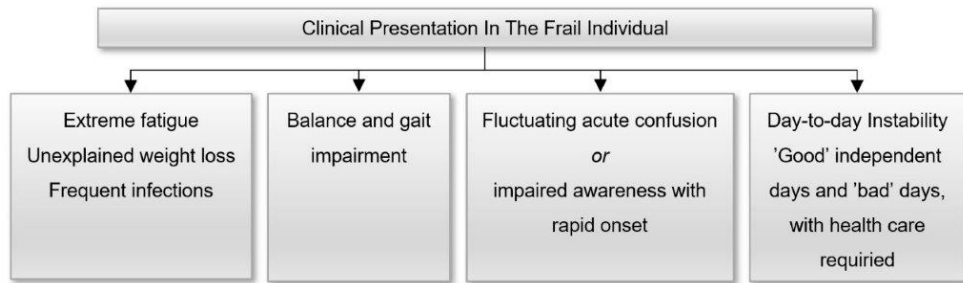 Clinical Presentation In The Frail Individual
Extreme fatigue
Unexplained weight loss
Frequent infections
Balance and gait
impairment
Fluctuating acute confusion
or
impaired awareness with
rapid onset
Day-to-day Instability
’Good’ independent
days and ’bad’ days,
with health care
requiried